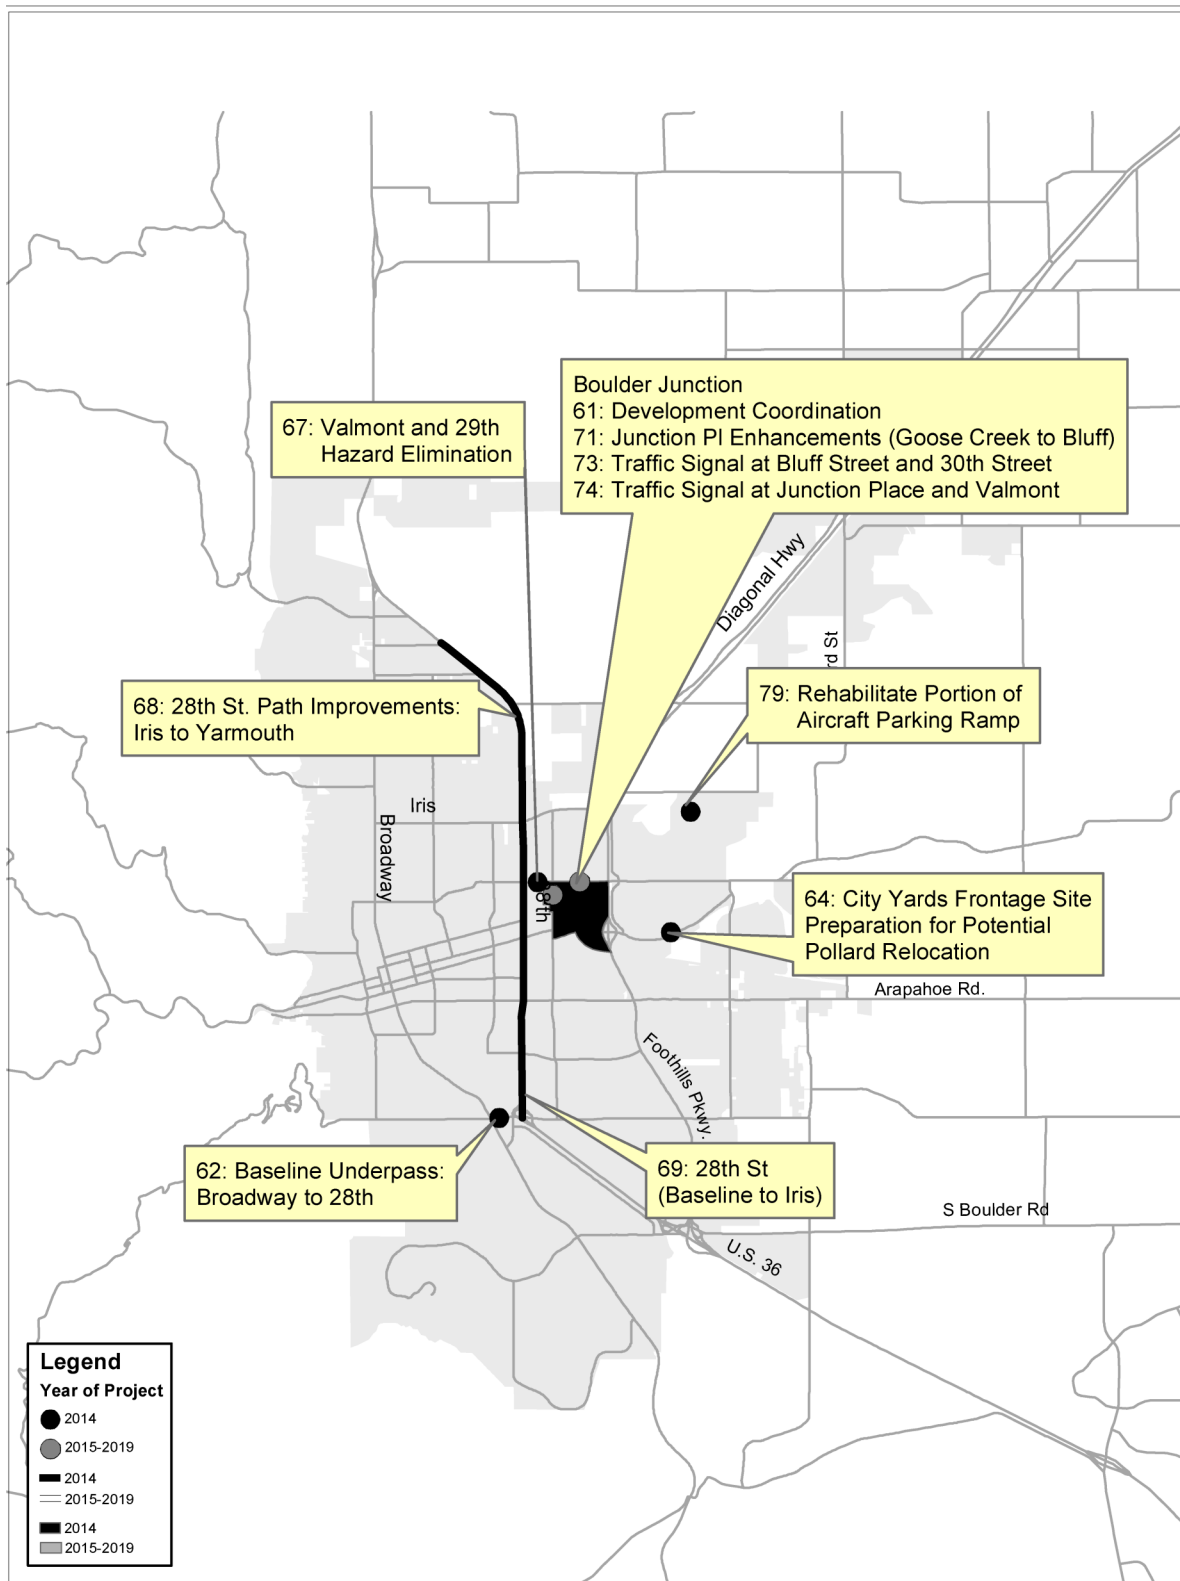 Boulder Junction
61: Development Coordination
71: Junction Pl Enhancements (Goose Creek to Bluff)
73: Traffic Signal at Bluff Street and 30th Street
74: Traffic Signal at Junction Place and Valmont
67: Valmont and 29th
Hazard Elimination
Diagonal Hwy
rd St
68: 28th St. Path Improvements:
Iris to Yarmouth
79: Rehabilitate Portion of
Aircraft Parking Ramp
Iris
Broadway
8th
64: City Yards Frontage Site
Preparation for Potential
Pollard Relocation
Arapahoe Rd.
Foothills Pkwy.
62: Baseline Underpass:
Broadway to 28th
69: 28th St
(Baseline to Iris)
S Boulder Rd
U.S. 36
Legend
Year of Project
2014
2015-2019
2014
2015-2019
2014
2015-2019